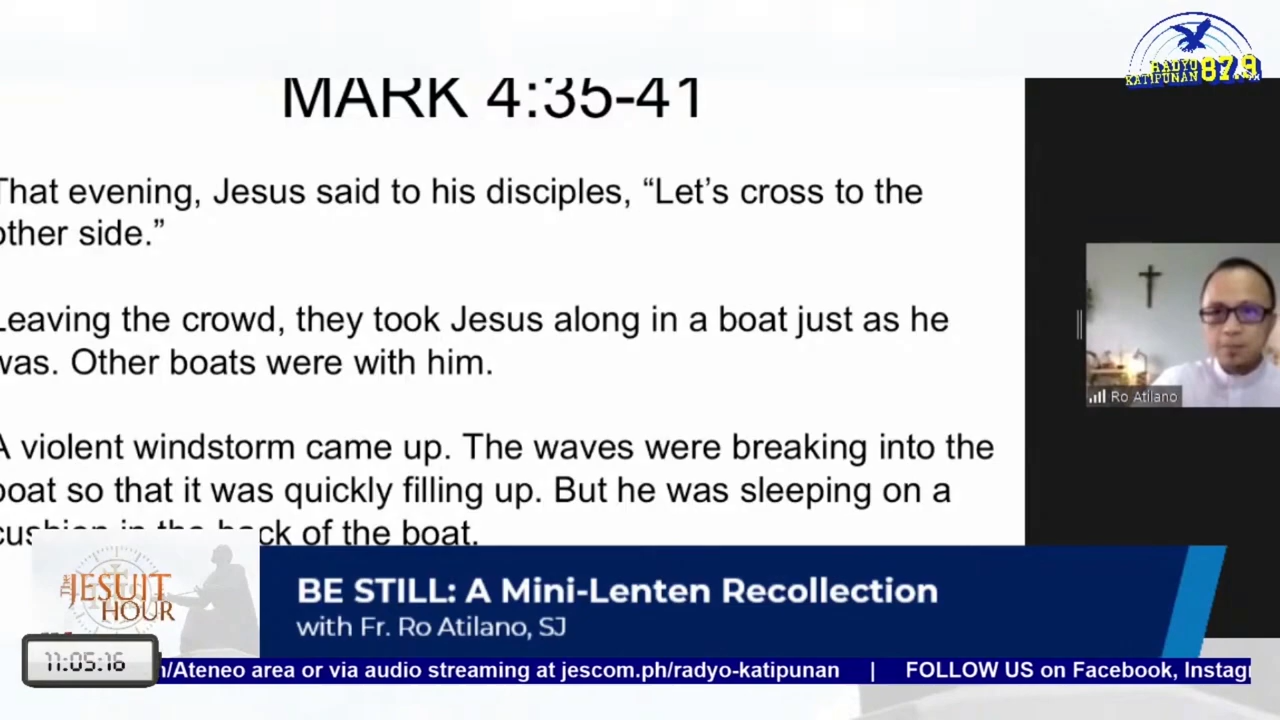 RADYO
KATIPUNAN 87.9
MARK 4:35-41
That evening, Jesus said to his disciples, “Let’s cross to the
other side.”
Leaving the crowd, they took Jesus along in a boat just as he
was. Other boats were with him.
A violent windstorm came up. The waves were breaking into the
boat so that it was quickly filling up. But he was sleeping on a
cushion in the back of the boat.
Ro Atilano
The
JESUIT
HOUR
BE STILL: A Mini-Lenten Recollection
with Fr. Ro Atilano, SJ
11:05:16
/Ateneo area or via audio streaming at jescom.ph/radyo-katipunan | FOLLOW US on Facebook, Instag